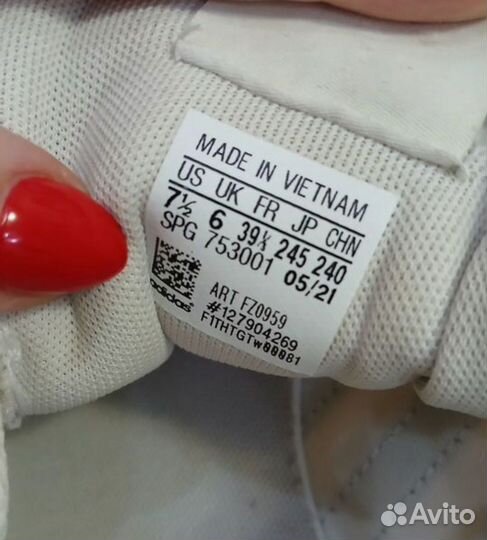 MADE IN VIETNAM
US UK FR JP CHN
7½ 6 39⅓ 245 240
SPG 753001 05/21
ART FZ0959
#127904269
F1THTGTW00081
adidas
Avito